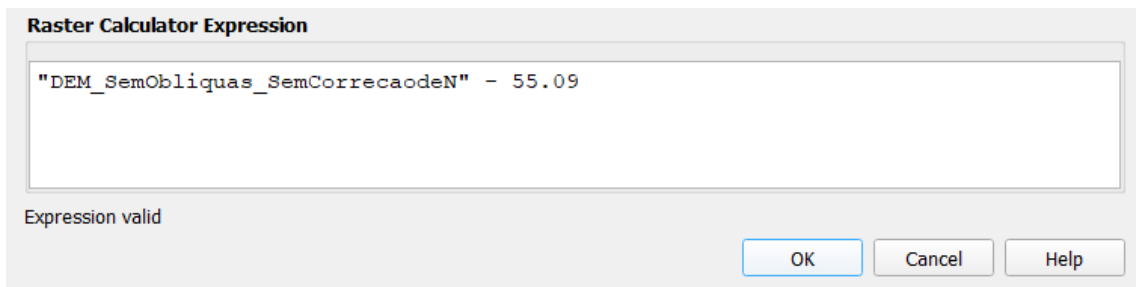 Raster Calculator Expression
"DEM_SemObliquas_SemCorrecaodeN" - 55.09
Expression valid
OK Cancel Help